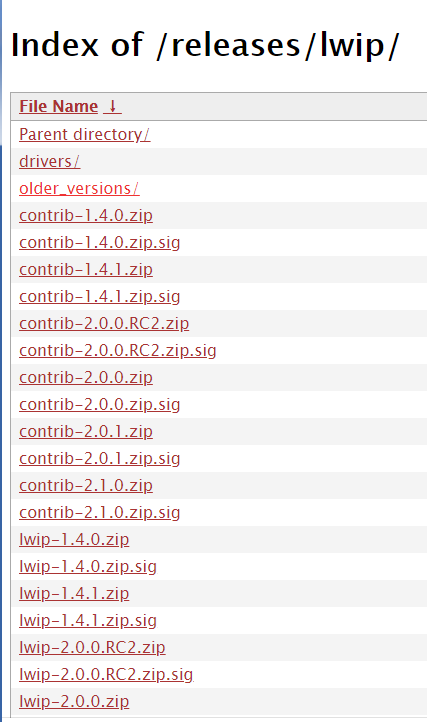 Index of /releases/lwip/
File Name ↓
Parent directory/
drivers/
older_versions/
contrib-1.4.0.zip
contrib-1.4.0.zip.sig
contrib-1.4.1.zip
contrib-1.4.1.zip.sig
contrib-2.0.0.RC2.zip
contrib-2.0.0.RC2.zip.sig
contrib-2.0.0.zip
contrib-2.0.0.zip.sig
contrib-2.0.1.zip
contrib-2.0.1.zip.sig
contrib-2.1.0.zip
contrib-2.1.0.zip.sig
lwip-1.4.0.zip
lwip-1.4.0.zip.sig
lwip-1.4.1.zip
lwip-1.4.1.zip.sig
lwip-2.0.0.RC2.zip
lwip-2.0.0.RC2.zip.sig
lwip-2.0.0.zip